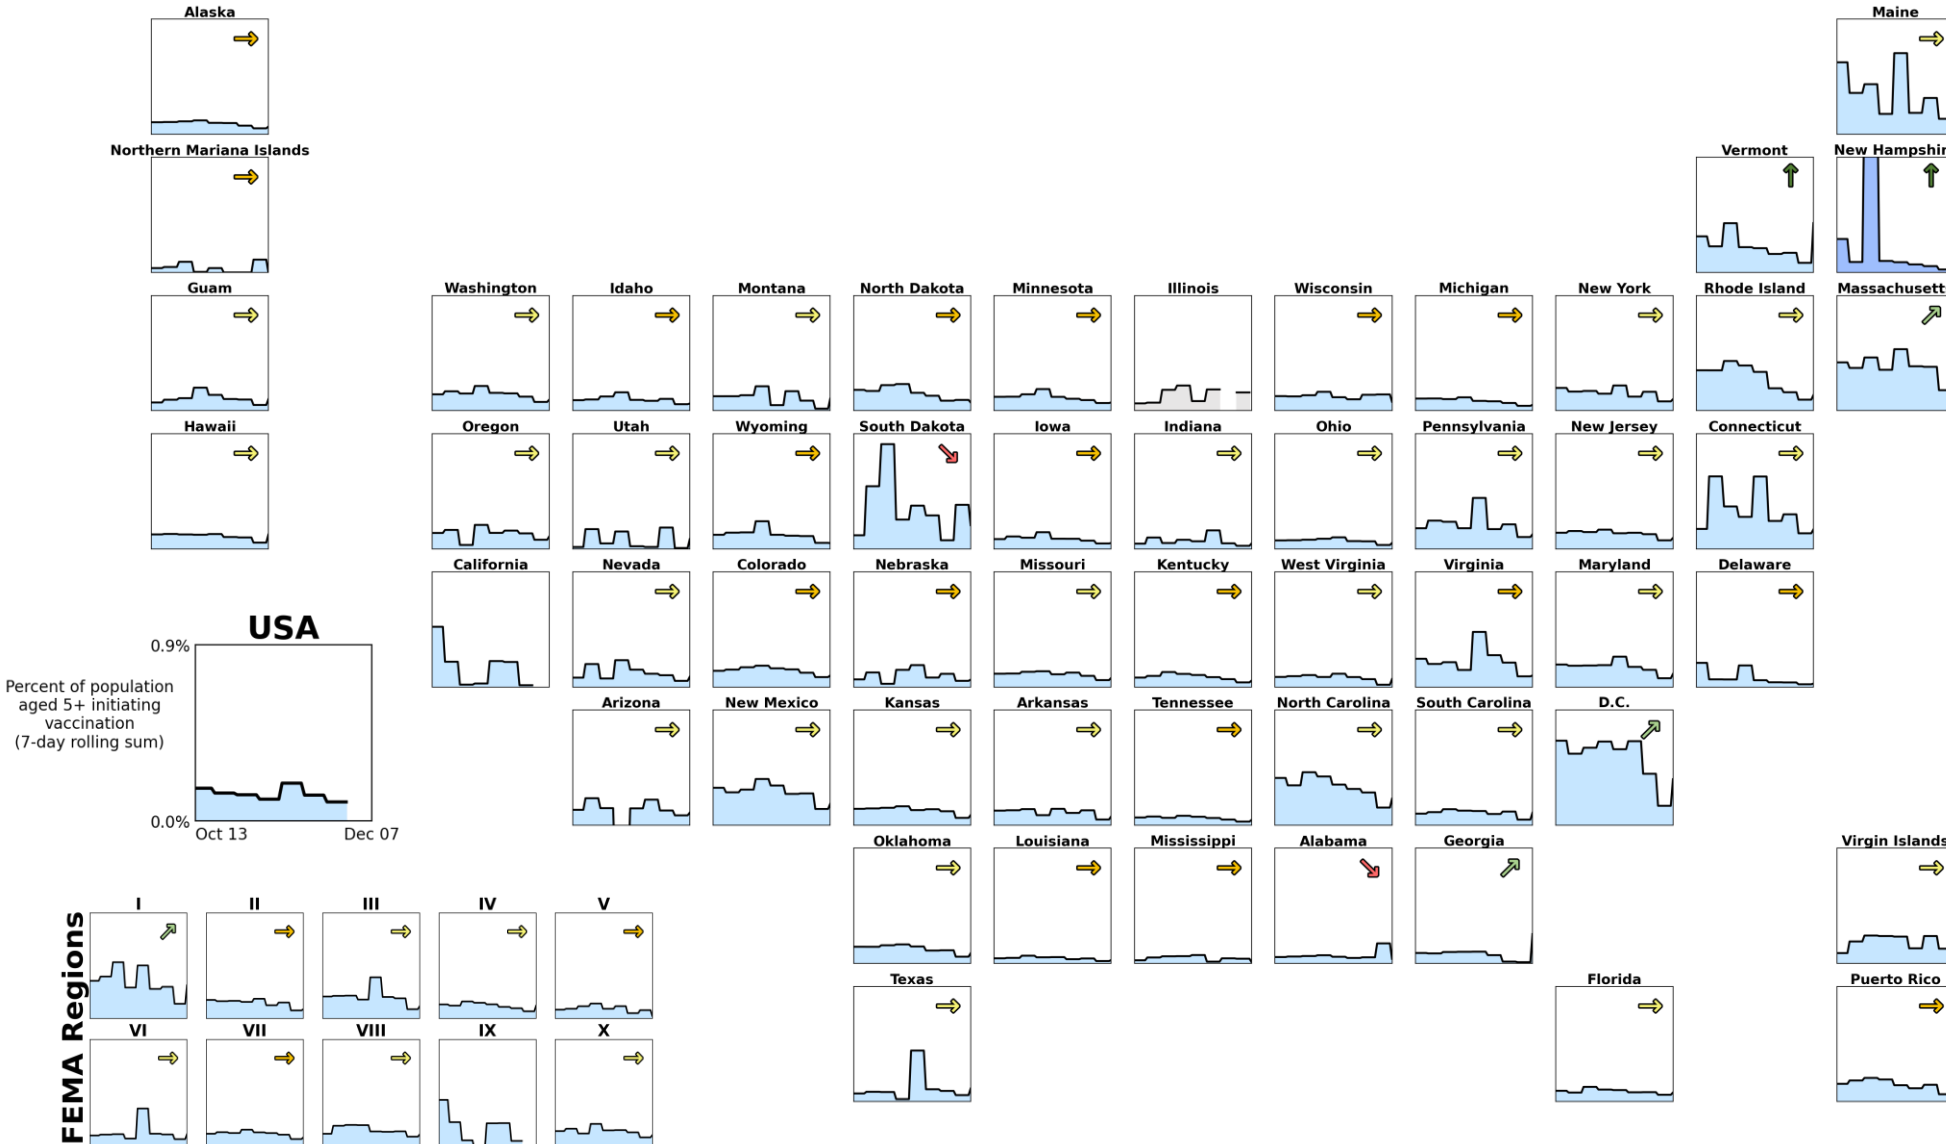 Alaska
Maine
Northern Mariana Islands
Vermont
New Hampshir
Guam
Washington
Idaho
Montana
North Dakota
Minnesota
Illinois
Wisconsin
Michigan
New York
Rhode Island
Massachusett
Hawaii
Oregon
Utah
Wyoming
South Dakota
Iowa
Indiana
Ohio
Pennsylvania
New Jersey
Connecticut
California
Nevada
Colorado
Nebraska
Missouri
Kentucky
West Virginia
Virginia
Maryland
Delaware
USA
0.9%
Percent of population
aged 5+ initiating
vaccination
(7-day rolling sum)
0.0%
Oct 13
Dec 07
Arizona
New Mexico
Kansas
Arkansas
Tennessee
North Carolina
South Carolina
D.C.
Oklahoma
Louisiana
Mississippi
Alabama
Georgia
Virgin Islands
Texas
Florida
Puerto Rico
FEMA Regions
I
II
III
IV
V
VI
VII
VIII
IX
X